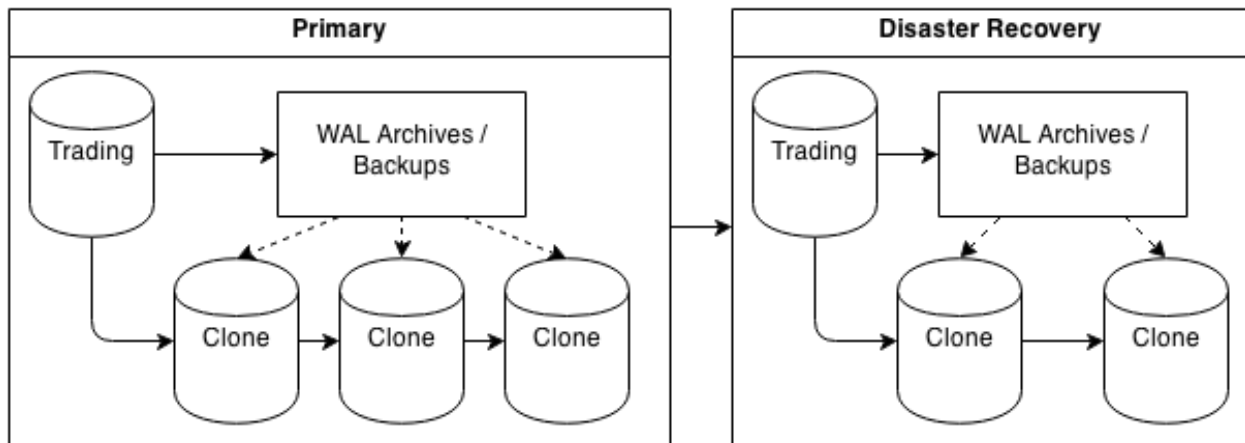 Primary
Trading
WAL Archives /
Backups
Clone
Clone
Clone
Disaster Recovery
Trading
WAL Archives /
Backups
Clone
Clone